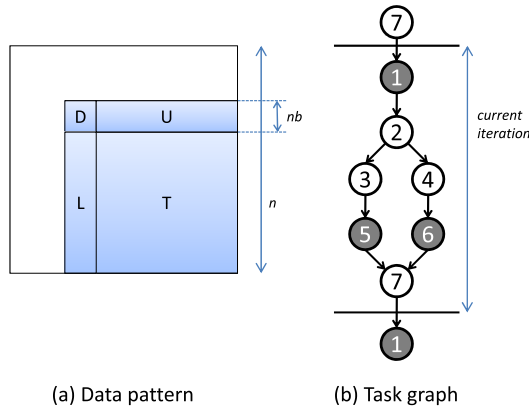 D
U
nb
L
T
n
7
1
2
3
4
5
6
7
1
current
iteration
(a) Data pattern
(b) Task graph